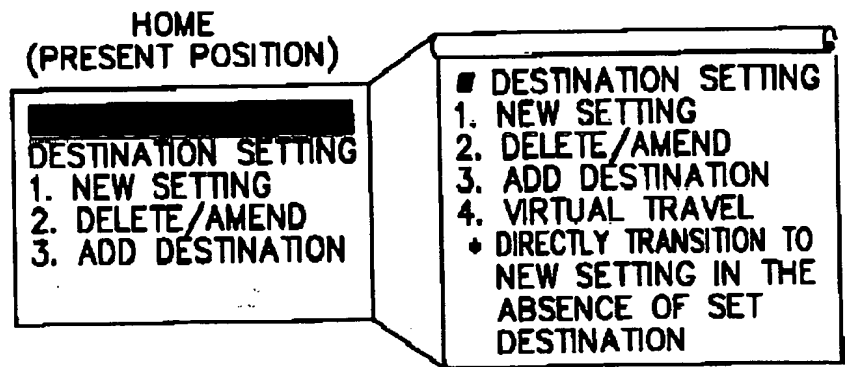 HOME
(PRESENT POSITION)
DESTINATION SETTING
1. NEW SETTING
2. DELETE/AMEND
3. ADD DESTINATION
■ DESTINATION SETTING
1. NEW SETTING
2. DELETE/AMEND
3. ADD DESTINATION
4. VIRTUAL TRAVEL
* DIRECTLY TRANSITION TO
NEW SETTING IN THE
ABSENCE OF SET
DESTINATION